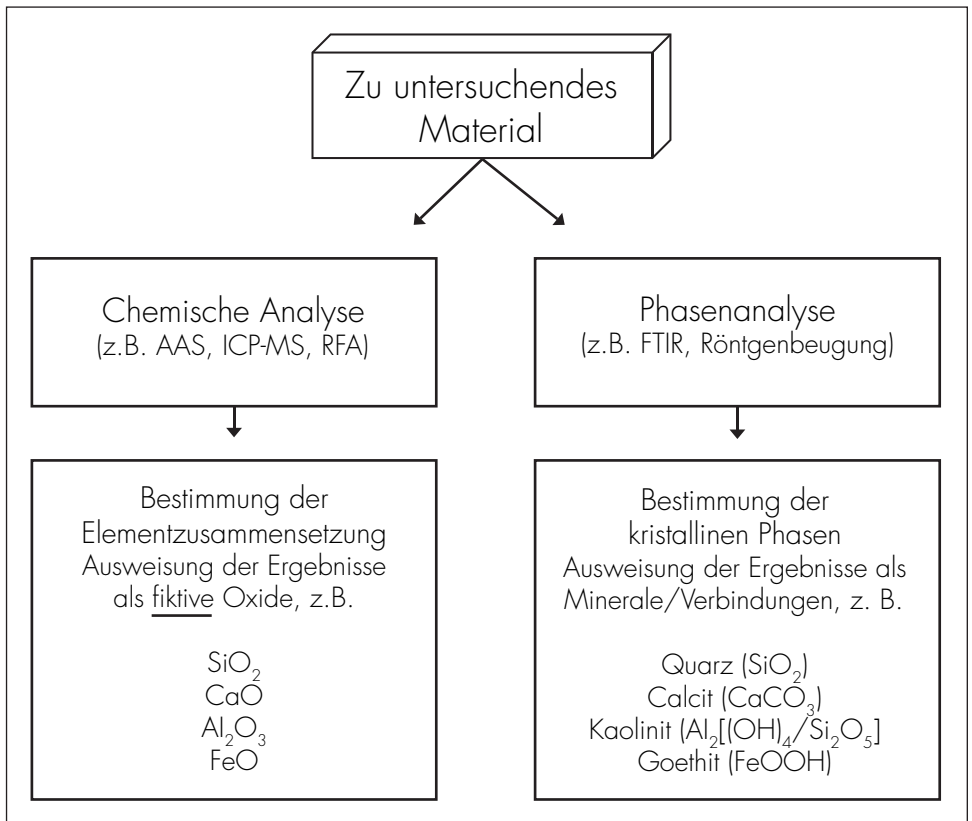 Zu untersuchendes
Material
Chemische Analyse
(z.B. AAS, ICP-MS, RFA)
Phasenanalyse
(z.B. FTIR, Röntgenbeugung)
Bestimmung der
Elementzusammensetzung
Ausweisung der Ergebnisse
als fiktive Oxide, z.B.
SiO₂
CaO
Al₂O₃
FeO
Bestimmung der
kristallinen Phasen
Ausweisung der Ergebnisse als
Minerale/Verbindungen, z. B.
Quarz (SiO₂)
Calcit (CaCO₃)
Kaolinit (Al₂[(OH)₄/Si₂O₅]
Goethit (FeOOH)